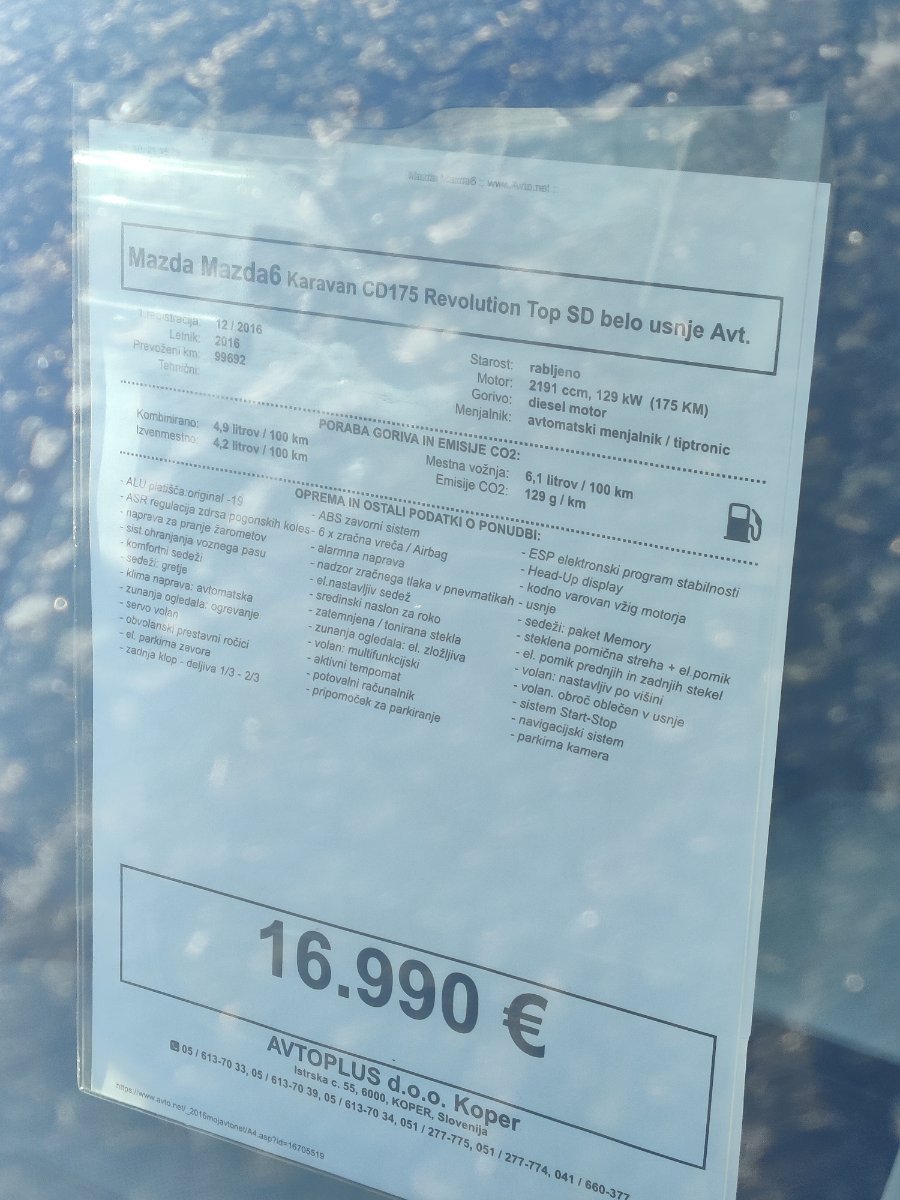 Mazda Mazda6 :: www.Avto.net ::
Mazda Mazda6 Karavan CD175 Revolution Top SD belo usnje Avt.
1.registracija: 12 / 2016
Letnik: 2016
Prevoženi km: 99692
Tehnični:
Starost: rabljeno
Motor: 2191 ccm, 129 kW (175 KM)
Gorivo: diesel motor
Menjalnik: avtomatski menjalnik / tiptronic
PORABA GORIVA IN EMISIJE CO2:
Kombinirano: 4,9 litrov / 100 km
Izvenmestno: 4,2 litrov / 100 km
Mestna vožnja: 6,1 litrov / 100 km
Emisije CO2: 129 g / km
OPREMA IN OSTALI PODATKI O PONUDBI:
- ALU platišča:original -19
- ASR regulacija zdrsa pogonskih koles
- naprava za pranje žarometov
- sist.ohranjanja voznega pasu
- komfortni sedeži
- sedeži: gretje
- klima naprava: avtomatska
- zunanja ogledala: ogrevanje
- servo volan
- obvolanski prestavni ročici
- el. parkirna zavora
- zadnja klop - deljiva 1/3 - 2/3
- ABS zavorni sistem
- 6 x zračna vreča / Airbag
- alarmna naprava
- nadzor zračnega tlaka v pnevmatikah
- el.nastavljiv sedež
- sredinski naslon za roko
- zatemnjena / tonirana stekla
- zunanja ogledala: el. zložljiva
- volan: multifunkcijski
- aktivni tempomat
- potovalni računalnik
- pripomoček za parkiranje
- ESP elektronski program stabilnosti
- Head-Up display
- kodno varovan vžig motorja
- usnje
- sedeži: paket Memory
- steklena pomična streha + el.pomik
- el. pomik prednjih in zadnjih stekel
- volan: nastavljiv po višini
- volan. obroč oblečen v usnje
- sistem Start-Stop
- navigacijski sistem
- parkirna kamera
16.990 €
AVTOPLUS d.o.o. Koper
Istrska c. 55, 6000, KOPER, Slovenija
05 / 613-70 33, 05 / 613-70 39, 05 / 613-70 34, 051 / 277-775, 051 / 277-774, 041 / 660-377
https://www.avto.net/_2016mojavtonet/A4.asp?id=16705519